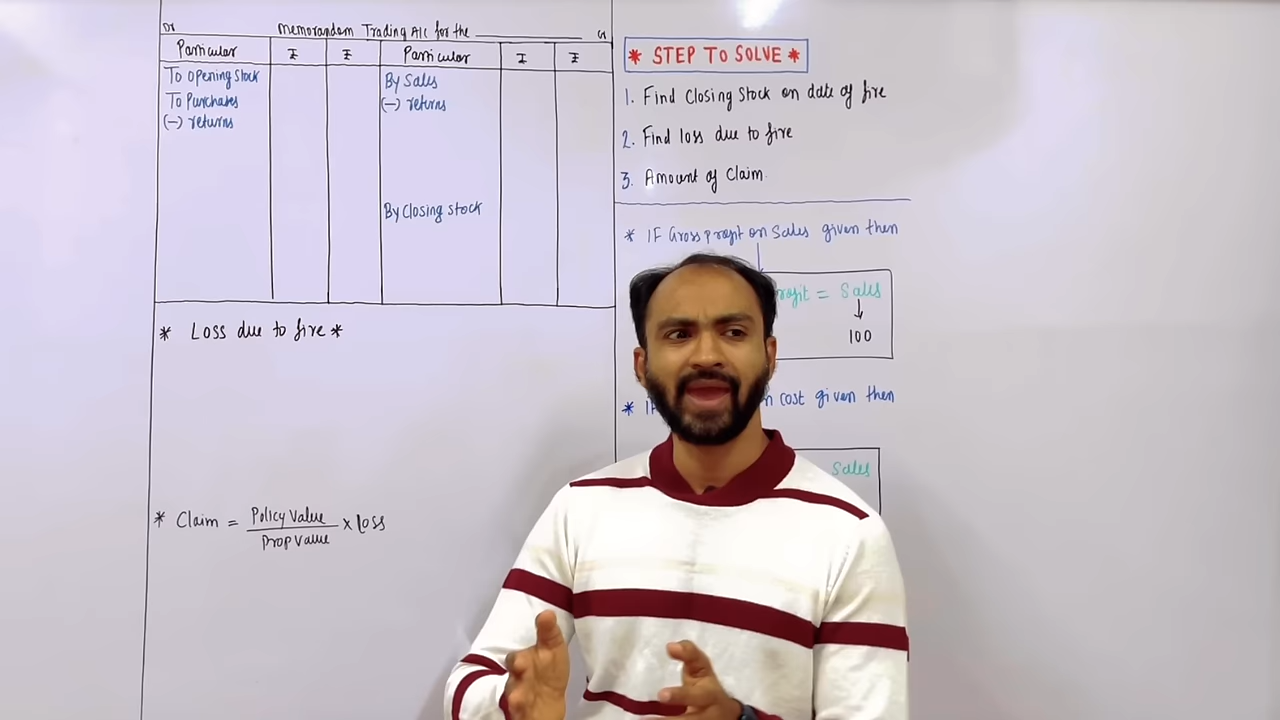 Dr Memorandam Trading A/C for the ____________ Cr
Particular ₹ ₹ Particular ₹ ₹
To Opening Stock By Sales
To Purchases (-) returns
(-) returns
By Closing Stock
* Loss due to fire *
* Claim = Policy Value / Prop Value × Loss
* STEP TO SOLVE *
1. Find Closing Stock on date of fire
2. Find loss due to fire
3. Amount of Claim.
* IF Gross profit on Sales given then
= Sales
100
* cost given then
Sales